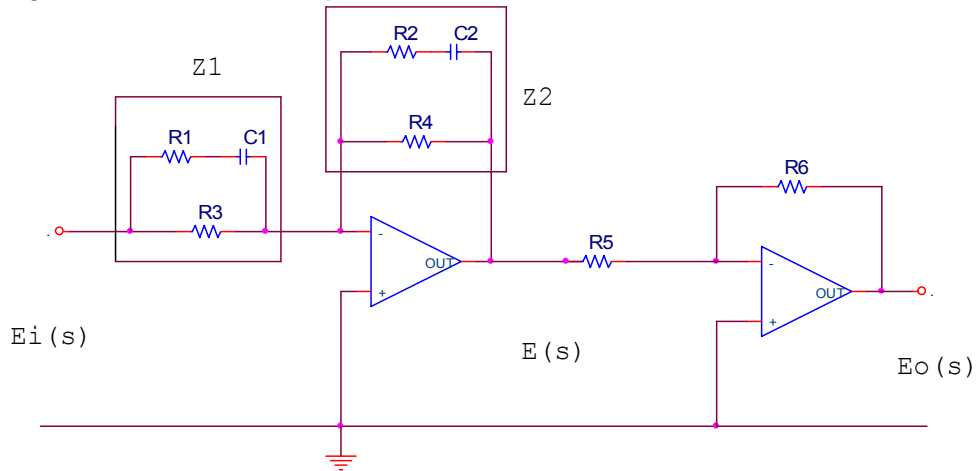 R2 C2
Z1
Z2
R1 C1
R4
R6
R3
-
OUT
+
R5
-
OUT
+
Ei(s)
E(s)
Eo(s)